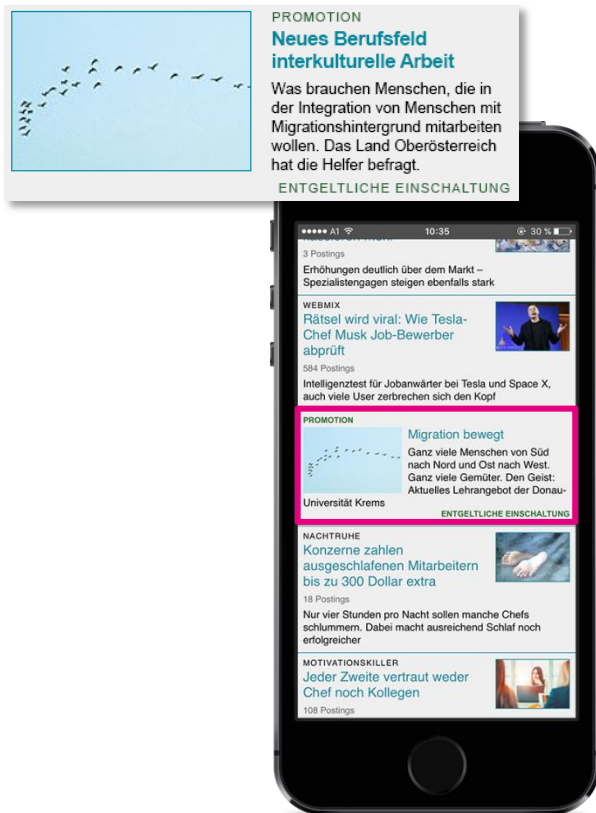 PROMOTION
Neues Berufsfeld
interkulturelle Arbeit
Was brauchen Menschen, die in
der Integration von Menschen mit
Migrationshintergrund mitarbeiten
wollen. Das Land Oberösterreich
hat die Helfer befragt.
ENTGELTLICHE EINSCHALTUNG
A1 10:35 30 %
3 Postings
Erhöhungen deutlich über dem Markt –
Spezialistengagen steigen ebenfalls stark
WEBMIX
Rätsel wird viral: Wie Tesla-
Chef Musk Job-Bewerber
abprüft
584 Postings
Intelligenztest für Jobanwärter bei Tesla und Space X,
auch viele User zerbrechen sich den Kopf
PROMOTION
Migration bewegt
Ganz viele Menschen von Süd
nach Nord und Ost nach West.
Ganz viele Gemüter. Den Geist:
Aktuelles Lehrangebot der Donau-
Universität Krems
ENTGELTLICHE EINSCHALTUNG
NACHTRUHE
Konzerne zahlen
ausgeschlafenen Mitarbeitern
bis zu 300 Dollar extra
18 Postings
Nur vier Stunden pro Nacht sollen manche Chefs
schlummern. Dabei macht ausreichend Schlaf noch
erfolgreicher
MOTIVATIONSKILLER
Jeder Zweite vertraut weder
Chef noch Kollegen
108 Postings